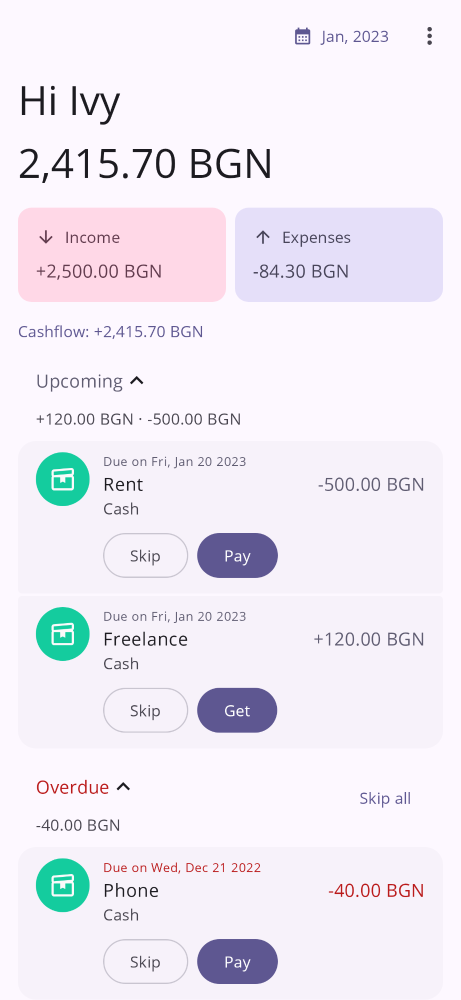 Jan, 2023
Hi Ivy
2,415.70 BGN
Income
Expenses
+2,500.00 BGN
-84.30 BGN
Cashflow: +2,415.70 BGN
Upcoming
+120.00 BGN · -500.00 BGN
Due on Fri, Jan 20 2023
Rent
-500.00 BGN
Cash
Skip
Pay
Due on Fri, Jan 20 2023
Freelance
+120.00 BGN
Cash
Skip
Get
Overdue
Skip all
-40.00 BGN
Due on Wed, Dec 21 2022
Phone
-40.00 BGN
Cash
Skip
Pay